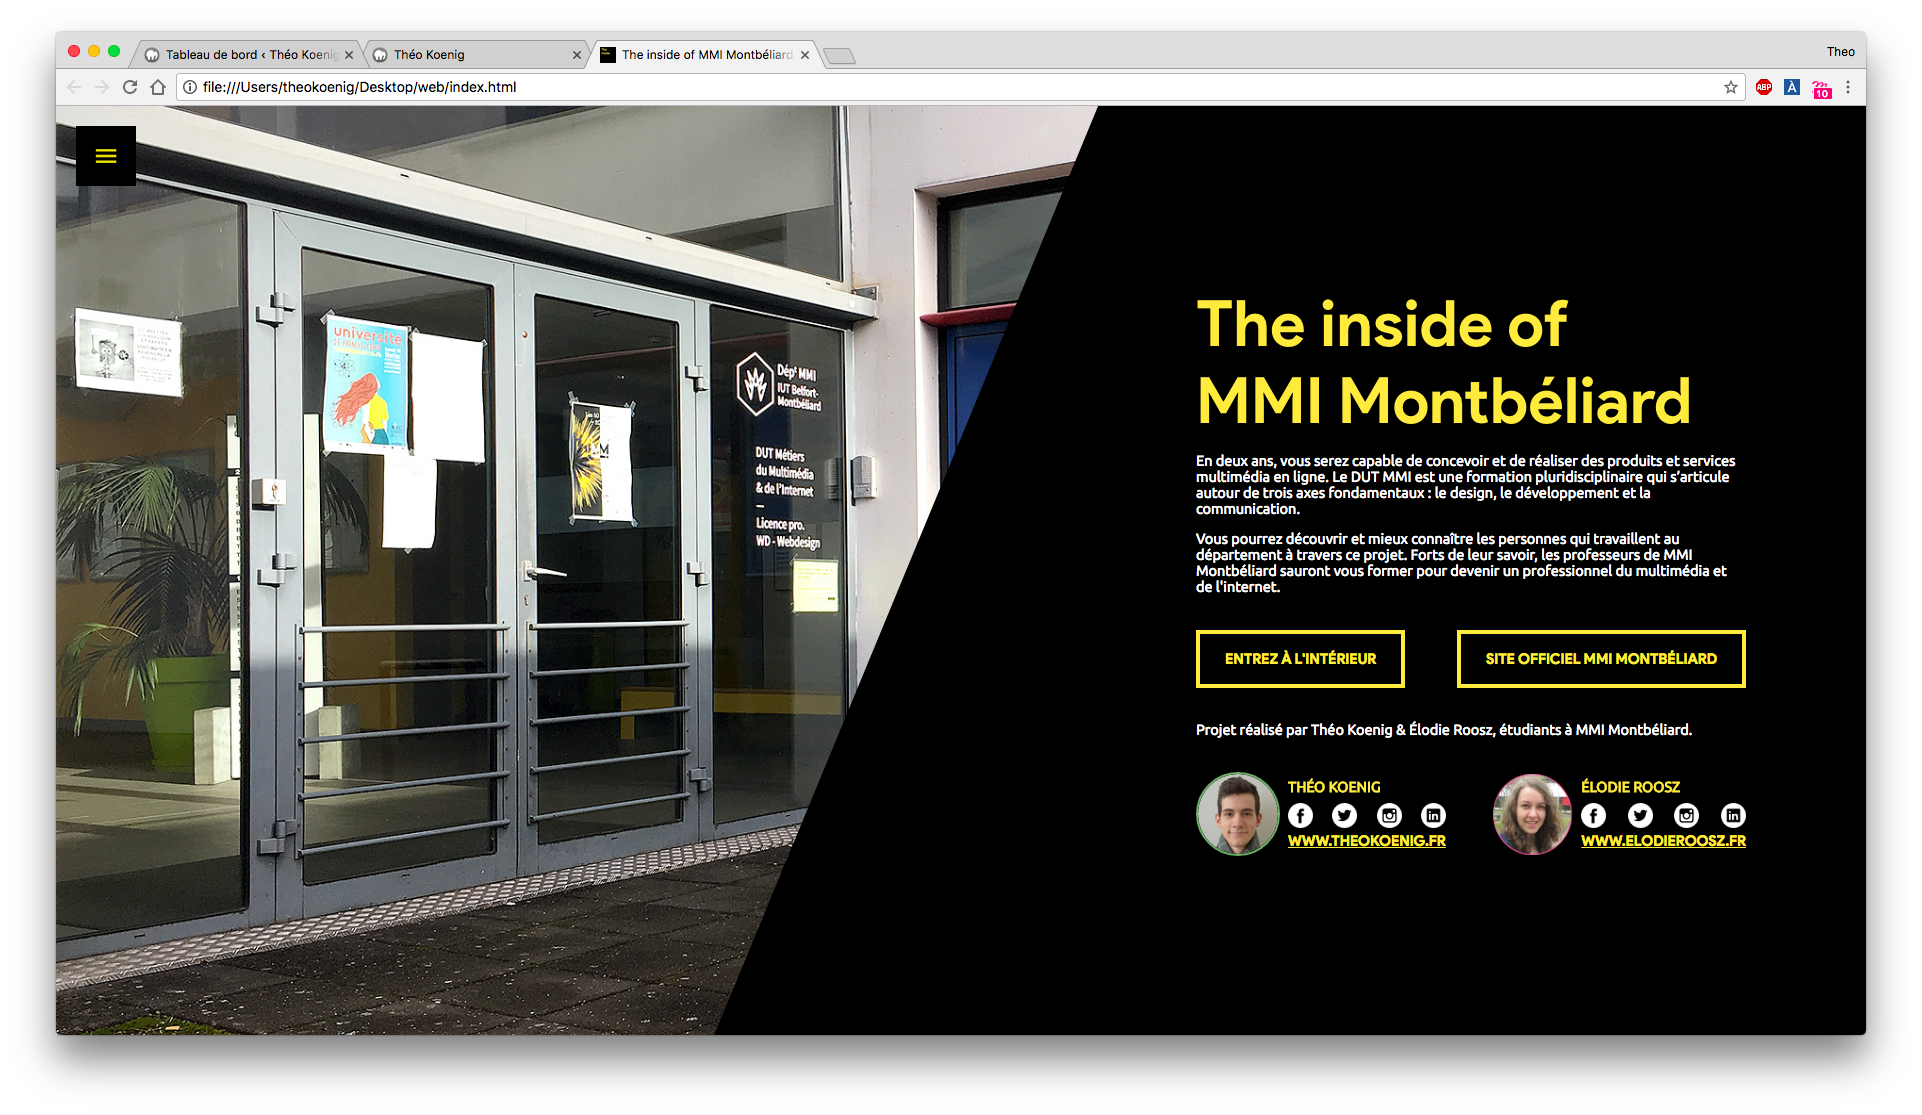 Tableau de bord ‹ Théo Koenig
Théo Koenig
The inside of MMI Montbéliard
Theo
file:///Users/theokoenig/Desktop/web/index.html
ABP
À
10
université
DE FRANCHE-COMTÉ
Dépt MMI
IUT Belfort-
Montbéliard
DUT Métiers
du Multimédia
& de l'Internet
—
Licence pro.
WD - Webdesign
The inside of
MMI Montbéliard
En deux ans, vous serez capable de concevoir et de réaliser des produits et services
multimédia en ligne. Le DUT MMI est une formation pluridisciplinaire qui s’articule
autour de trois axes fondamentaux : le design, le développement et la
communication.
Vous pourrez découvrir et mieux connaître les personnes qui travaillent au
département à travers ce projet. Forts de leur savoir, les professeurs de MMI
Montbéliard sauront vous former pour devenir un professionnel du multimédia et
de l'internet.
ENTREZ À L'INTÉRIEUR
SITE OFFICIEL MMI MONTBÉLIARD
Projet réalisé par Théo Koenig & Élodie Roosz, étudiants à MMI Montbéliard.
THÉO KOENIG
WWW.THEOKOENIG.FR
ÉLODIE ROOSZ
WWW.ELODIEROOSZ.FR